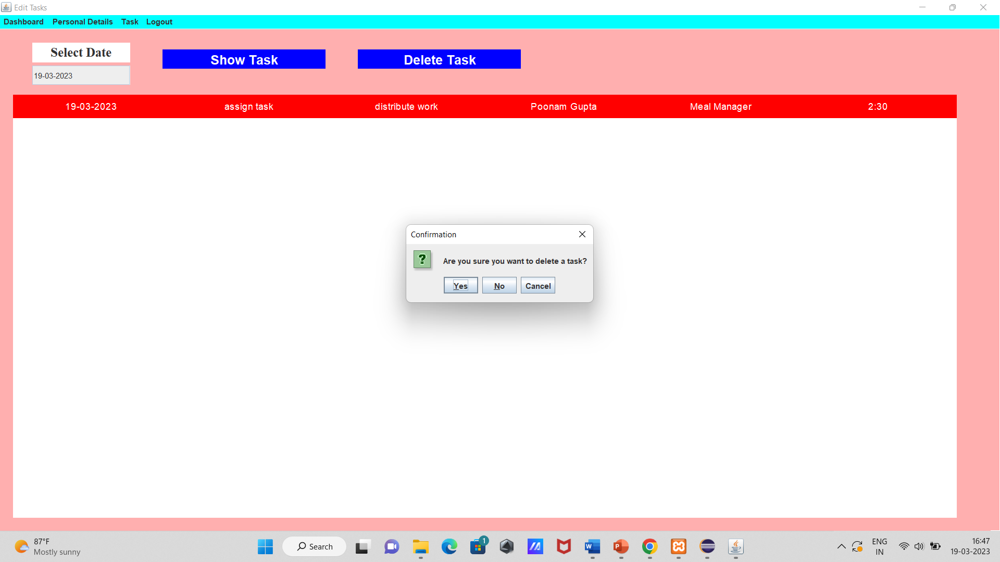 Edit Tasks
Dashboard Personal Details Task Logout
Select Date
Show Task Delete Task
19-03-2023
19-03-2023 assign task distribute work Poonam Gupta Meal Manager 2:30
Confirmation
?
Are you sure you want to delete a task?
Yes No Cancel
87°F
Mostly sunny
Search
1
W
P
ENG
IN
16:47
19-03-2023